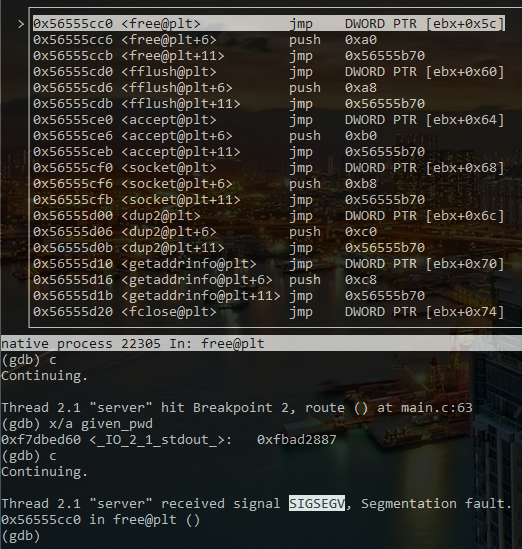 > 0x56555cc0 <free@plt> jmp DWORD PTR [ebx+0x5c]
0x56555cc6 <free@plt+6> push 0xa0
0x56555ccb <free@plt+11> jmp 0x56555b70
0x56555cd0 <fflush@plt> jmp DWORD PTR [ebx+0x60]
0x56555cd6 <fflush@plt+6> push 0xa8
0x56555cdb <fflush@plt+11> jmp 0x56555b70
0x56555ce0 <accept@plt> jmp DWORD PTR [ebx+0x64]
0x56555ce6 <accept@plt+6> push 0xb0
0x56555ceb <accept@plt+11> jmp 0x56555b70
0x56555cf0 <socket@plt> jmp DWORD PTR [ebx+0x68]
0x56555cf6 <socket@plt+6> push 0xb8
0x56555cfb <socket@plt+11> jmp 0x56555b70
0x56555d00 <dup2@plt> jmp DWORD PTR [ebx+0x6c]
0x56555d06 <dup2@plt+6> push 0xc0
0x56555d0b <dup2@plt+11> jmp 0x56555b70
0x56555d10 <getaddrinfo@plt> jmp DWORD PTR [ebx+0x70]
0x56555d16 <getaddrinfo@plt+6> push 0xc8
0x56555d1b <getaddrinfo@plt+11> jmp 0x56555b70
0x56555d20 <fclose@plt> jmp DWORD PTR [ebx+0x74]
native process 22305 In: free@plt
(gdb) c
Continuing.
Thread 2.1 "server" hit Breakpoint 2, route () at main.c:63
(gdb) x/a given_pwd
0xf7dbed60 <_IO_2_1_stdout_>: 0xfbad2887
(gdb) c
Continuing.
Thread 2.1 "server" received signal SIGSEGV, Segmentation fault.
0x56555cc0 in free@plt ()
(gdb)